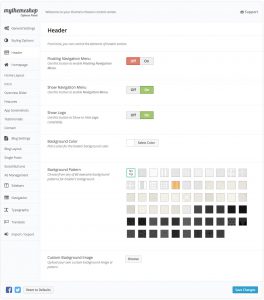 mythemeshop
Options Panel
Welcome to your theme's mission control center.
Support
General Settings
Styling Options
Header
Homepage
Home Layout
Intro
Overview Slider
Features
App Screenshots
Testimonials
Contact
Blog Settings
Blog Layout
Single Posts
Social Buttons
Ad Management
Sidebars
Navigation
Typography
Translate
Import / Export
Header
From here, you can control the elements of header section.
Floating Navigation Menu
Off On
Use this button to enable Floating Navigation Menu.
Show Navigation Menu
Off On
Use this button to enable Navigation Menu.
Show Logo
Off On
Use this button to Show or Hide Logo completely.
Background Color
Select Color
Pick a color for the header background color.
Background Pattern
Choose from any of 63 awesome background patterns for header's background.
Custom Background Image
Browse
Upload your own custom background image or pattern.
Reset to Defaults
Save Changes